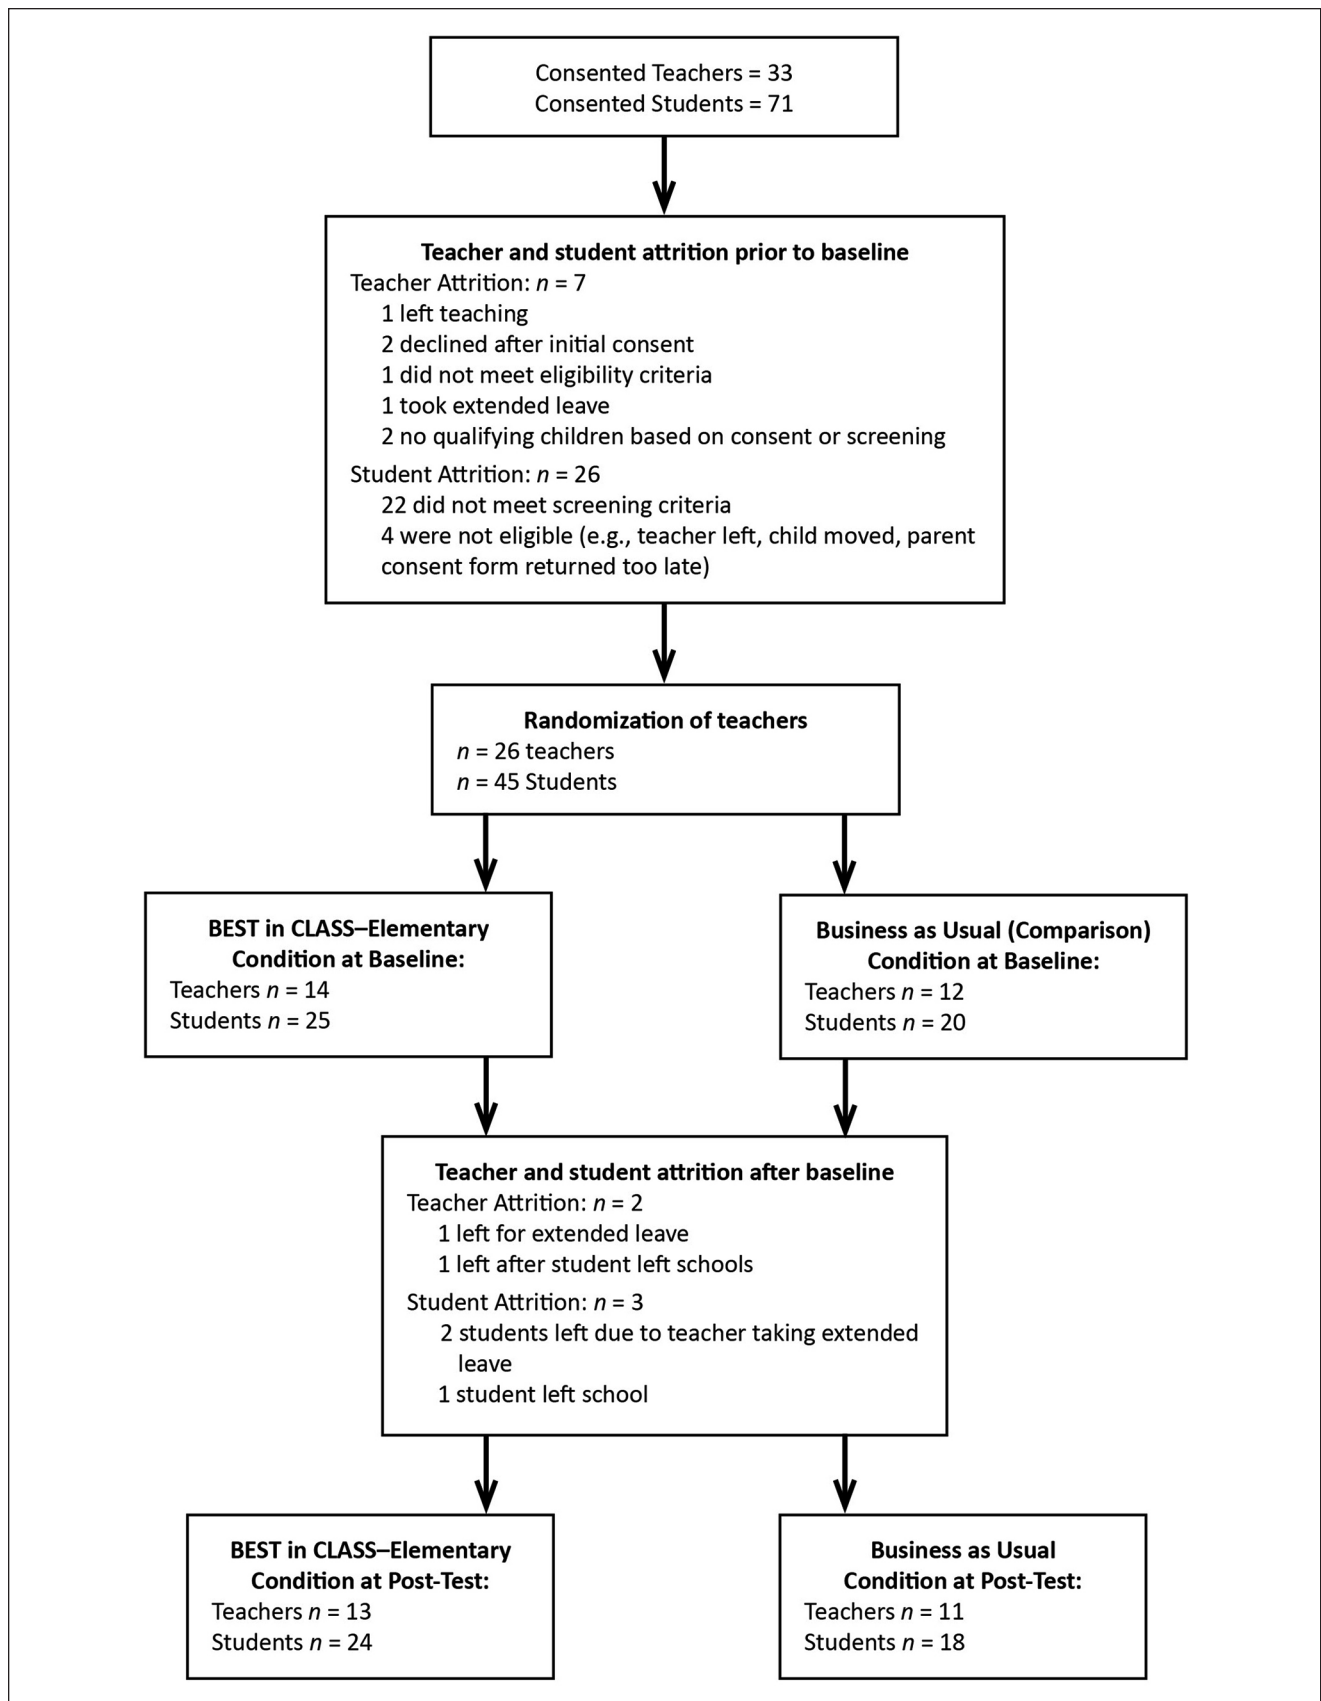 Consented Teachers = 33
Consented Students = 71
Teacher and student attrition prior to baseline
Teacher Attrition: n = 7
1 left teaching
2 declined after initial consent
1 did not meet eligibility criteria
1 took extended leave
2 no qualifying children based on consent or screening
Student Attrition: n = 26
22 did not meet screening criteria
4 were not eligible (e.g., teacher left, child moved, parent
consent form returned too late)
Randomization of teachers
n = 26 teachers
n = 45 Students
BEST in CLASS–Elementary
Condition at Baseline:
Teachers n = 14
Students n = 25
Business as Usual (Comparison)
Condition at Baseline:
Teachers n = 12
Students n = 20
Teacher and student attrition after baseline
Teacher Attrition: n = 2
1 left for extended leave
1 left after student left schools
Student Attrition: n = 3
2 students left due to teacher taking extended
leave
1 student left school
BEST in CLASS–Elementary
Condition at Post-Test:
Teachers n = 13
Students n = 24
Business as Usual
Condition at Post-Test:
Teachers n = 11
Students n = 18